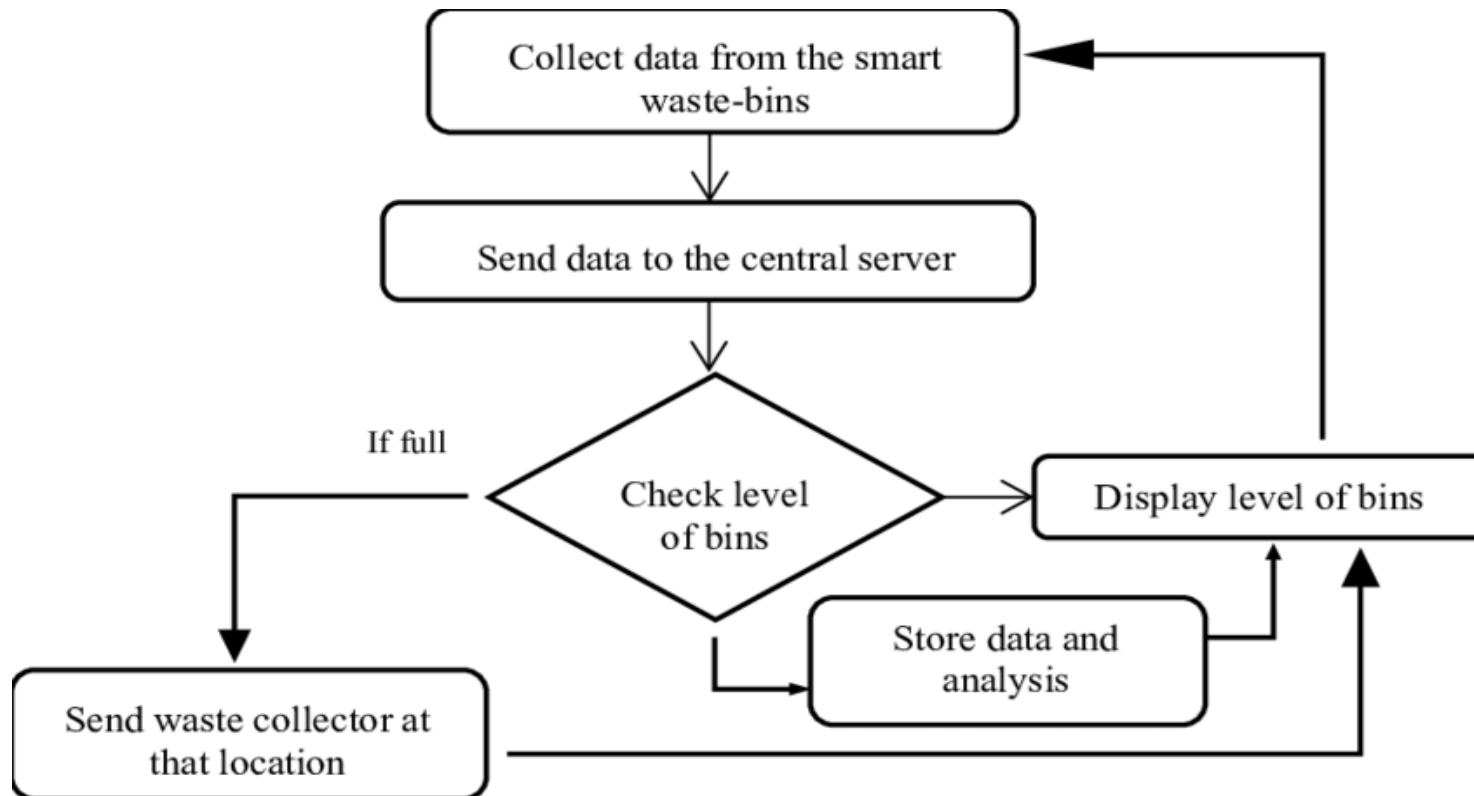 Collect data from the smart
waste-bins
Send data to the central server
If full
Check level
of bins
Display level of bins
Store data and
analysis
Send waste collector at
that location